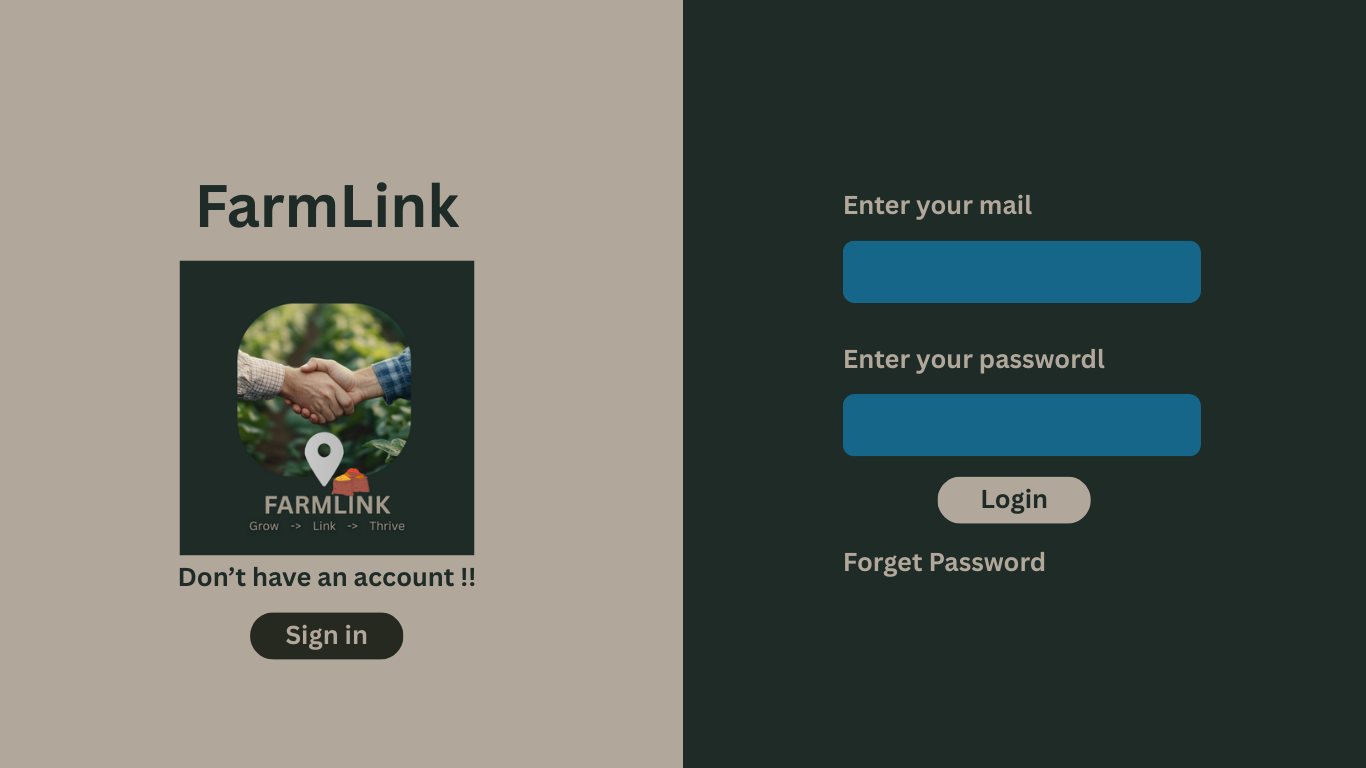 FarmLink
FARMLINK
Grow -> Link -> Thrive
Don’t have an account !!
Sign in
Enter your mail
Enter your passwordl
Login
Forget Password